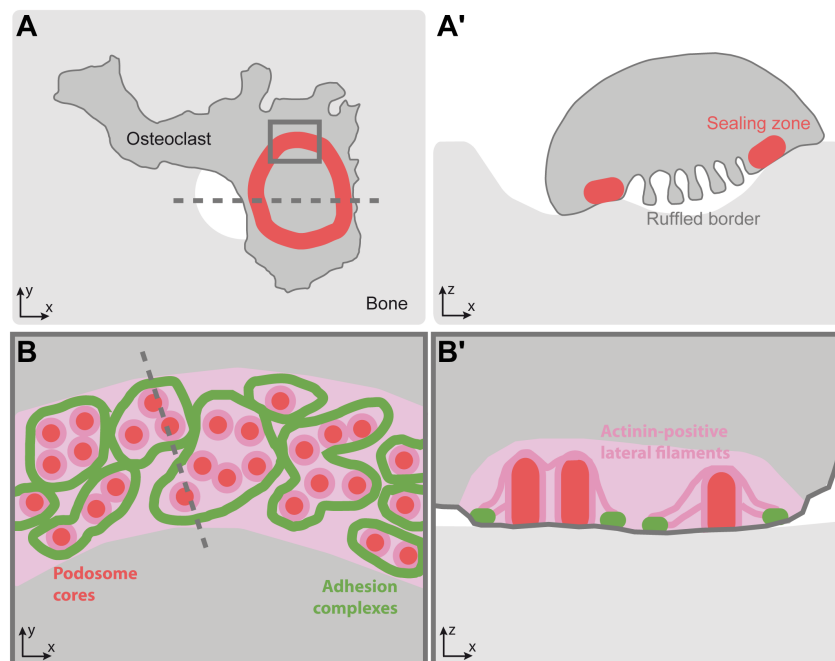 A
Osteoclast
Bone
y
x
A'
Sealing zone
Ruffled border
z
x
B
Podosome
cores
Adhesion
complexes
y
x
B'
Actinin-positive
lateral filaments
z
x